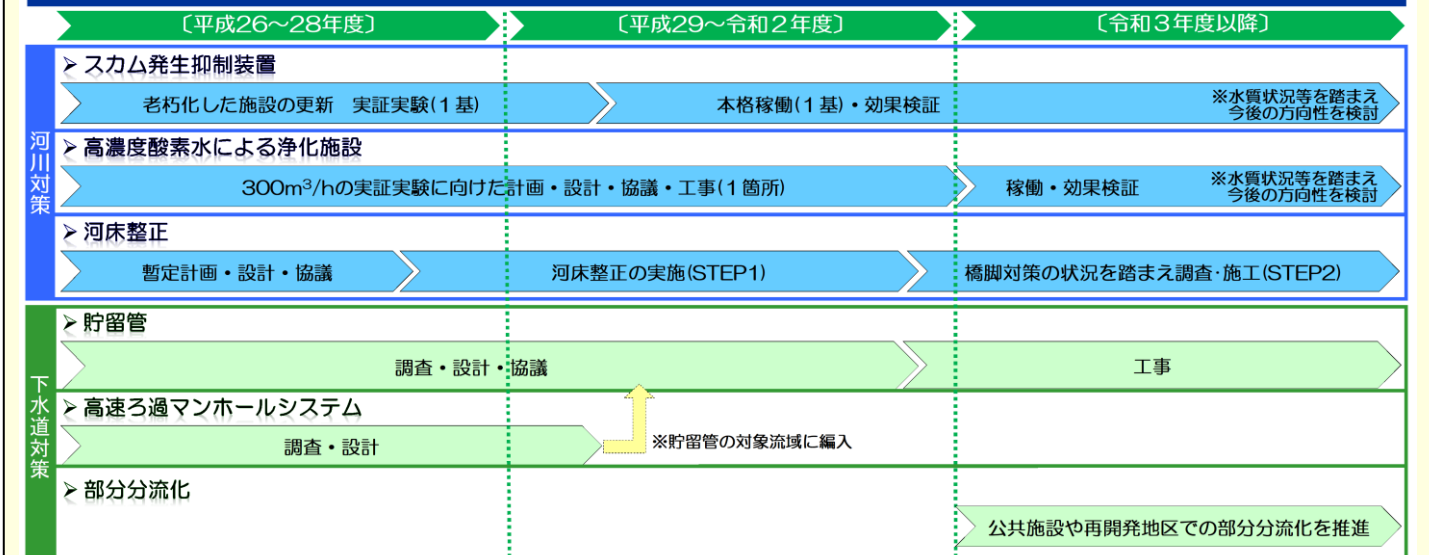 〔平成26～28年度〕
〔平成29～令和2年度〕
〔令和3年度以降〕
河川対策
➢ スカム発生抑制装置
老朽化した施設の更新　実証実験(1基)
本格稼働(1基)・効果検証
※水質状況等を踏まえ
今後の方向性を検討
➢ 高濃度酸素水による浄化施設
300m³/hの実証実験に向けた計画・設計・協議・工事(1箇所)
稼働・効果検証
※水質状況等を踏まえ
今後の方向性を検討
➢ 河床整正
暫定計画・設計・協議
河床整正の実施(STEP1)
橋脚対策の状況を踏まえ調査・施工(STEP2)
下水道対策
➢ 貯留管
調査・設計・協議
工事
➢ 高速ろ過マンホールシステム
調査・設計
※貯留管の対象流域に編入
➢ 部分分流化
公共施設や再開発地区での部分分流化を推進